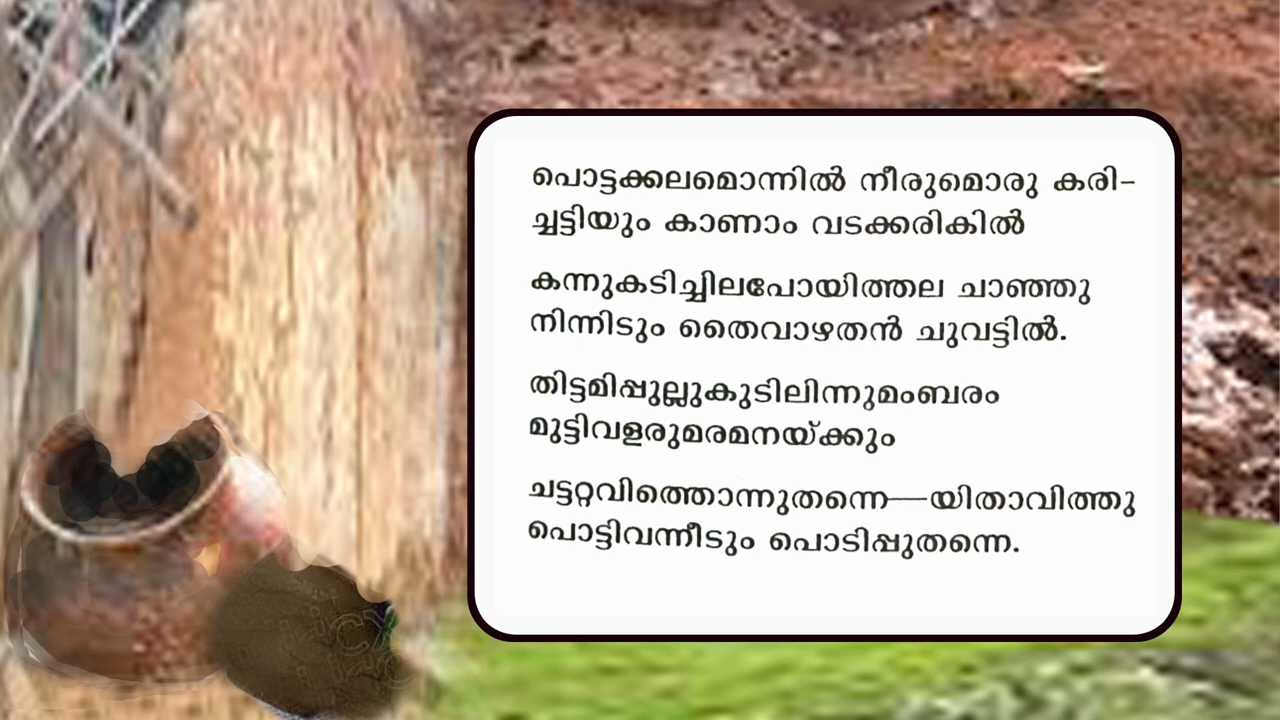 പൊട്ടക്കലമൊന്നിൽ നീരുമൊരു കരി–
ച്ചട്ടിയും കാണാം വടക്കരികിൽ
കന്നുകടിച്ചിലപോയിത്തല ചാഞ്ഞു
നിന്നിടും തൈവാഴതൻ ചുവട്ടിൽ.
തിട്ടമിപ്പുല്ലുകുടിലിന്നുമംബരം
മുട്ടിവളരുമരമനയ്ക്കും
ചട്ടറ്റവിത്തൊന്നുതന്നെ—യിതാവിത്തു
പൊട്ടിവന്നീടും പൊടിപ്പുതന്നെ.